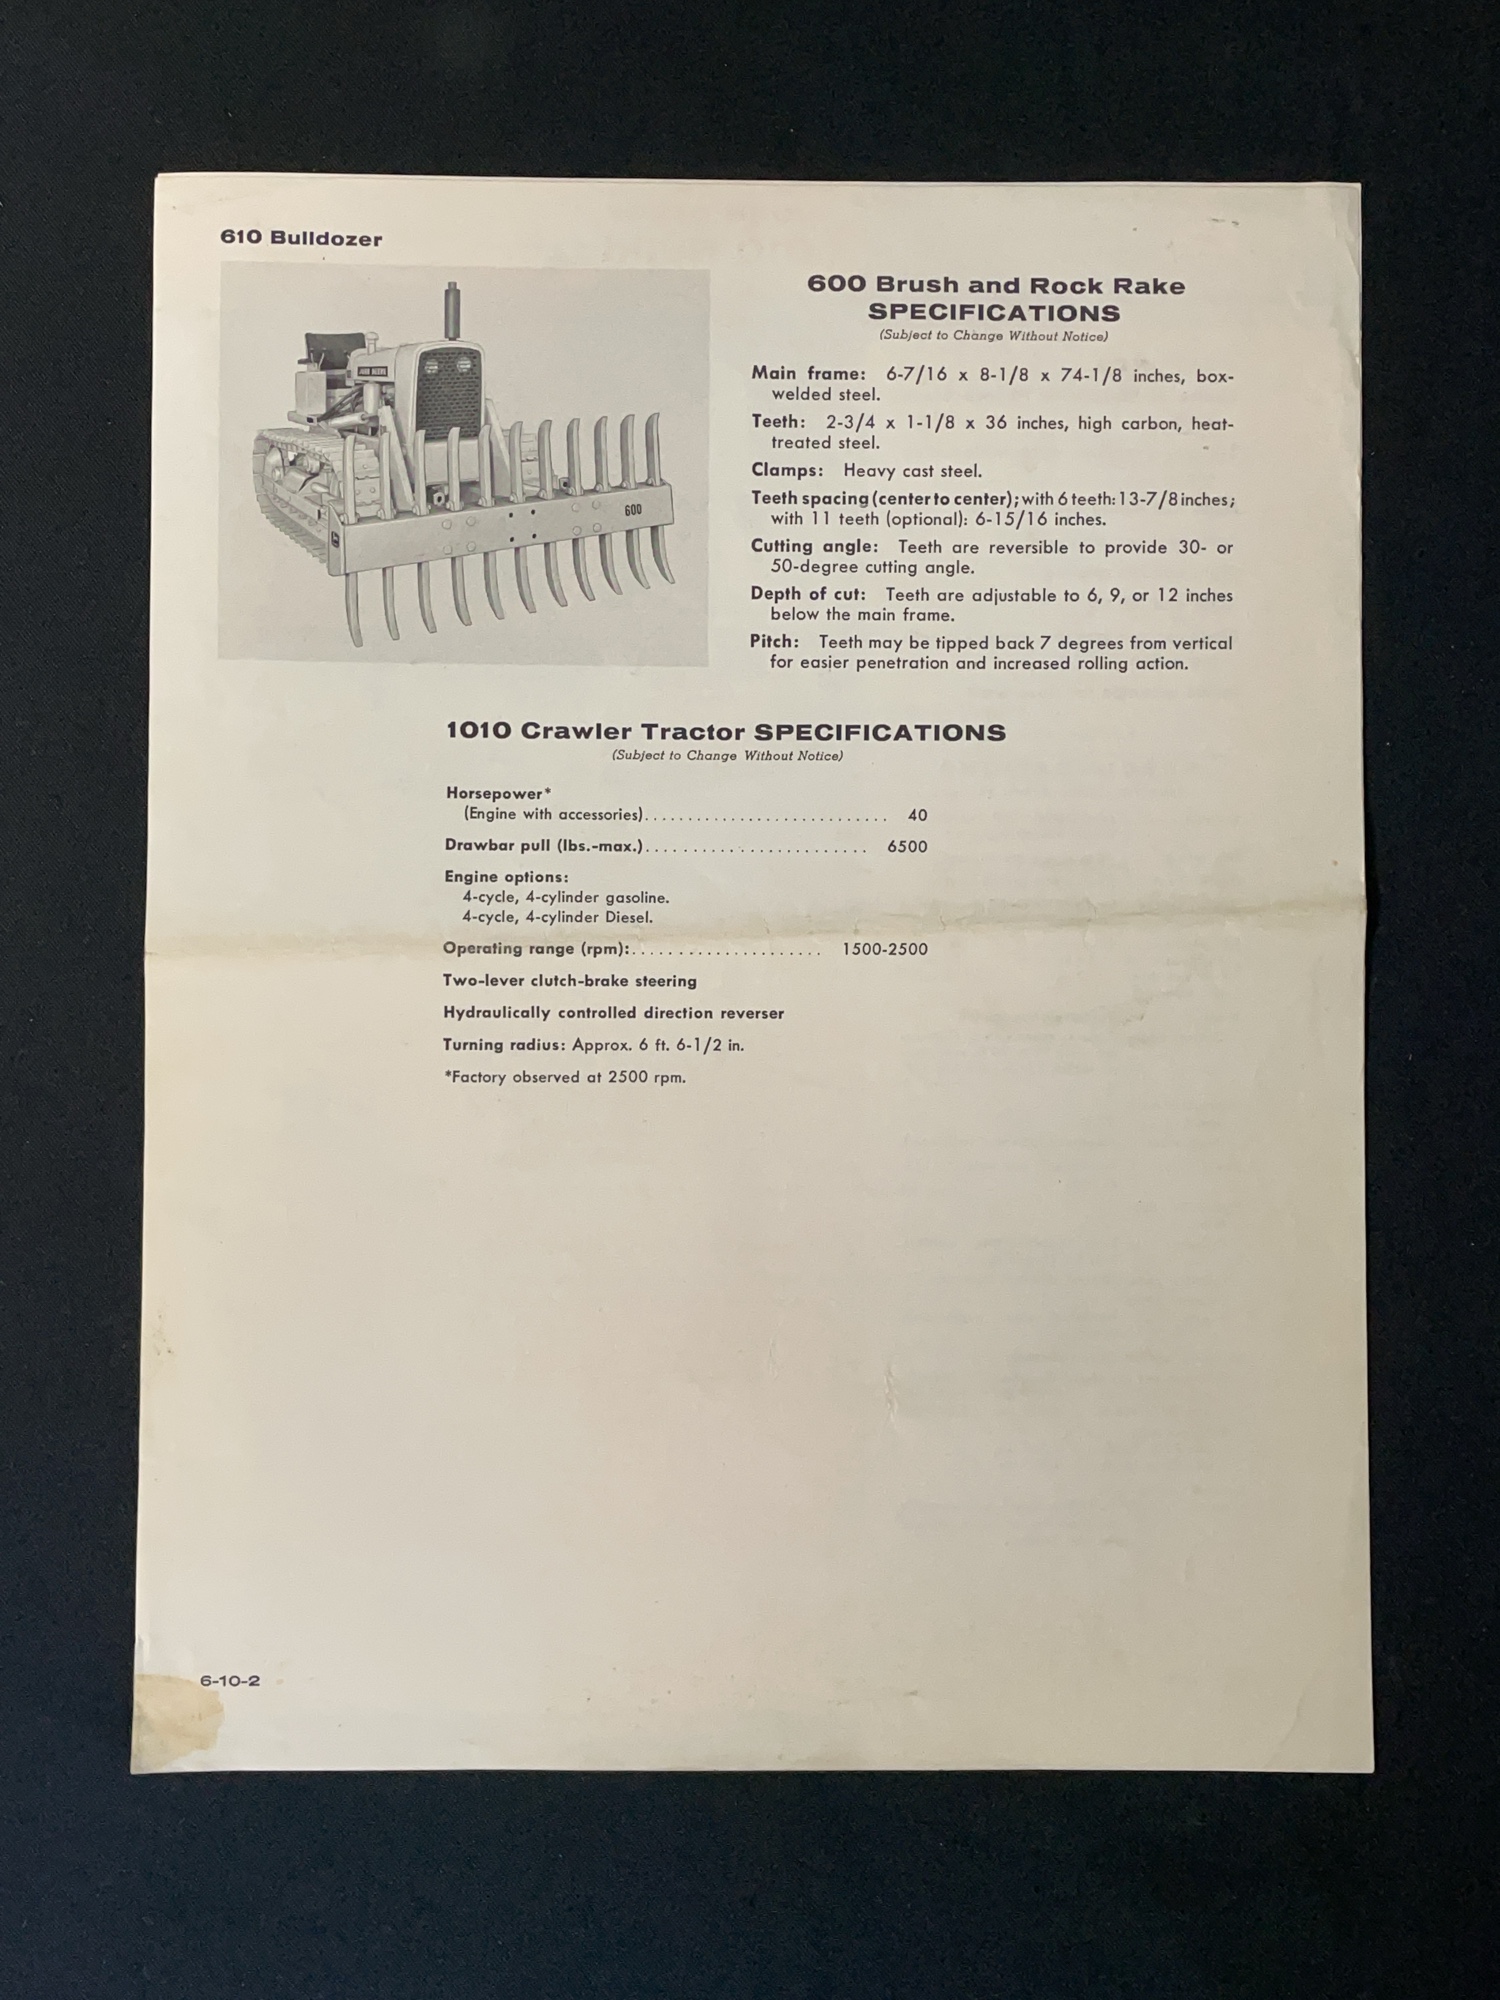 610 Bulldozer
JOHN DEERE
600
600 Brush and Rock Rake
SPECIFICATIONS
(Subject to Change Without Notice)
Main frame: 6-7/16 x 8-1/8 x 74-1/8 inches, box-
welded steel.
Teeth: 2-3/4 x 1-1/8 x 36 inches, high carbon, heat-
treated steel.
Clamps: Heavy cast steel.
Teeth spacing (center to center); with 6 teeth: 13-7/8 inches;
with 11 teeth (optional): 6-15/16 inches.
Cutting angle: Teeth are reversible to provide 30- or
50-degree cutting angle.
Depth of cut: Teeth are adjustable to 6, 9, or 12 inches
below the main frame.
Pitch: Teeth may be tipped back 7 degrees from vertical
for easier penetration and increased rolling action.
1010 Crawler Tractor SPECIFICATIONS
(Subject to Change Without Notice)
Horsepower*
(Engine with accessories)............................ 40
Drawbar pull (lbs.-max.).......................... 6500
Engine options:
4-cycle, 4-cylinder gasoline.
4-cycle, 4-cylinder Diesel.
Operating range (rpm):...................... 1500-2500
Two-lever clutch-brake steering
Hydraulically controlled direction reverser
Turning radius: Approx. 6 ft. 6-1/2 in.
*Factory observed at 2500 rpm.
6-10-2